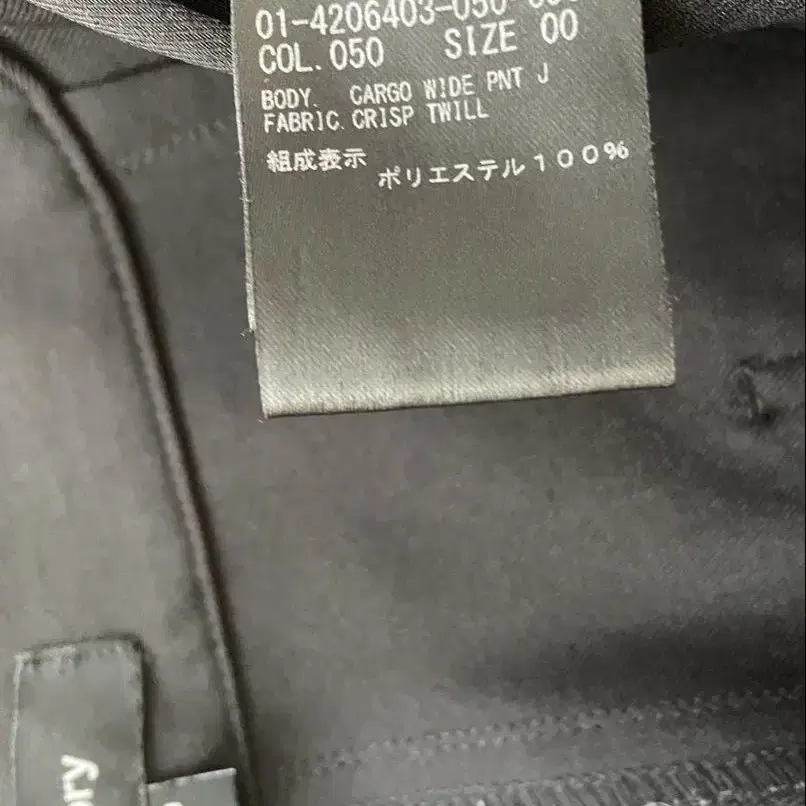 01-4206403-050-
COL.050 SIZE 00
BODY. CARGO WIDE PNT J
FABRIC.CRISP TWILL
組成表示
ポリエステル100%
ory